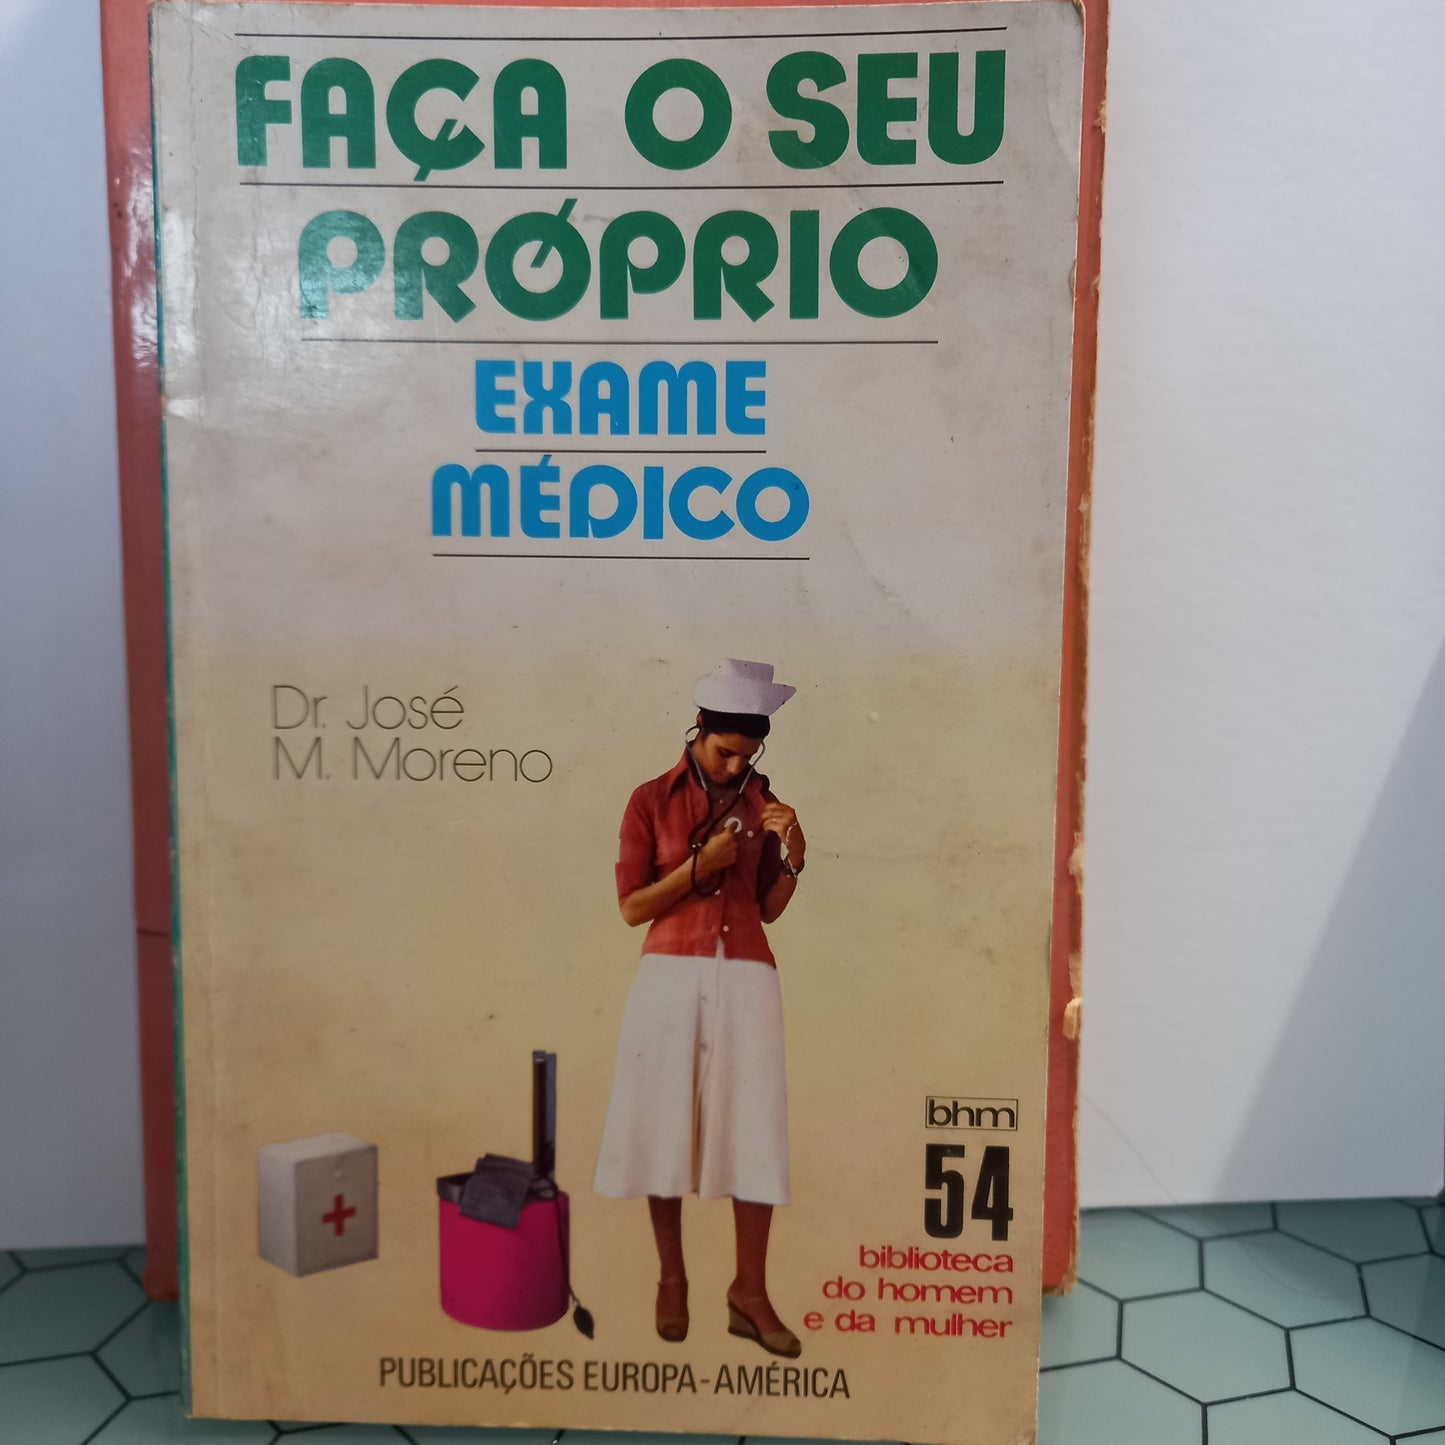 FAÇA O SEU
PRÓPRIO
EXAME
MÉDICO
Dr. José
M. Moreno
bhm
54
biblioteca
do homem
e da mulher
PUBLICAÇÕES EUROPA-AMÉRICA